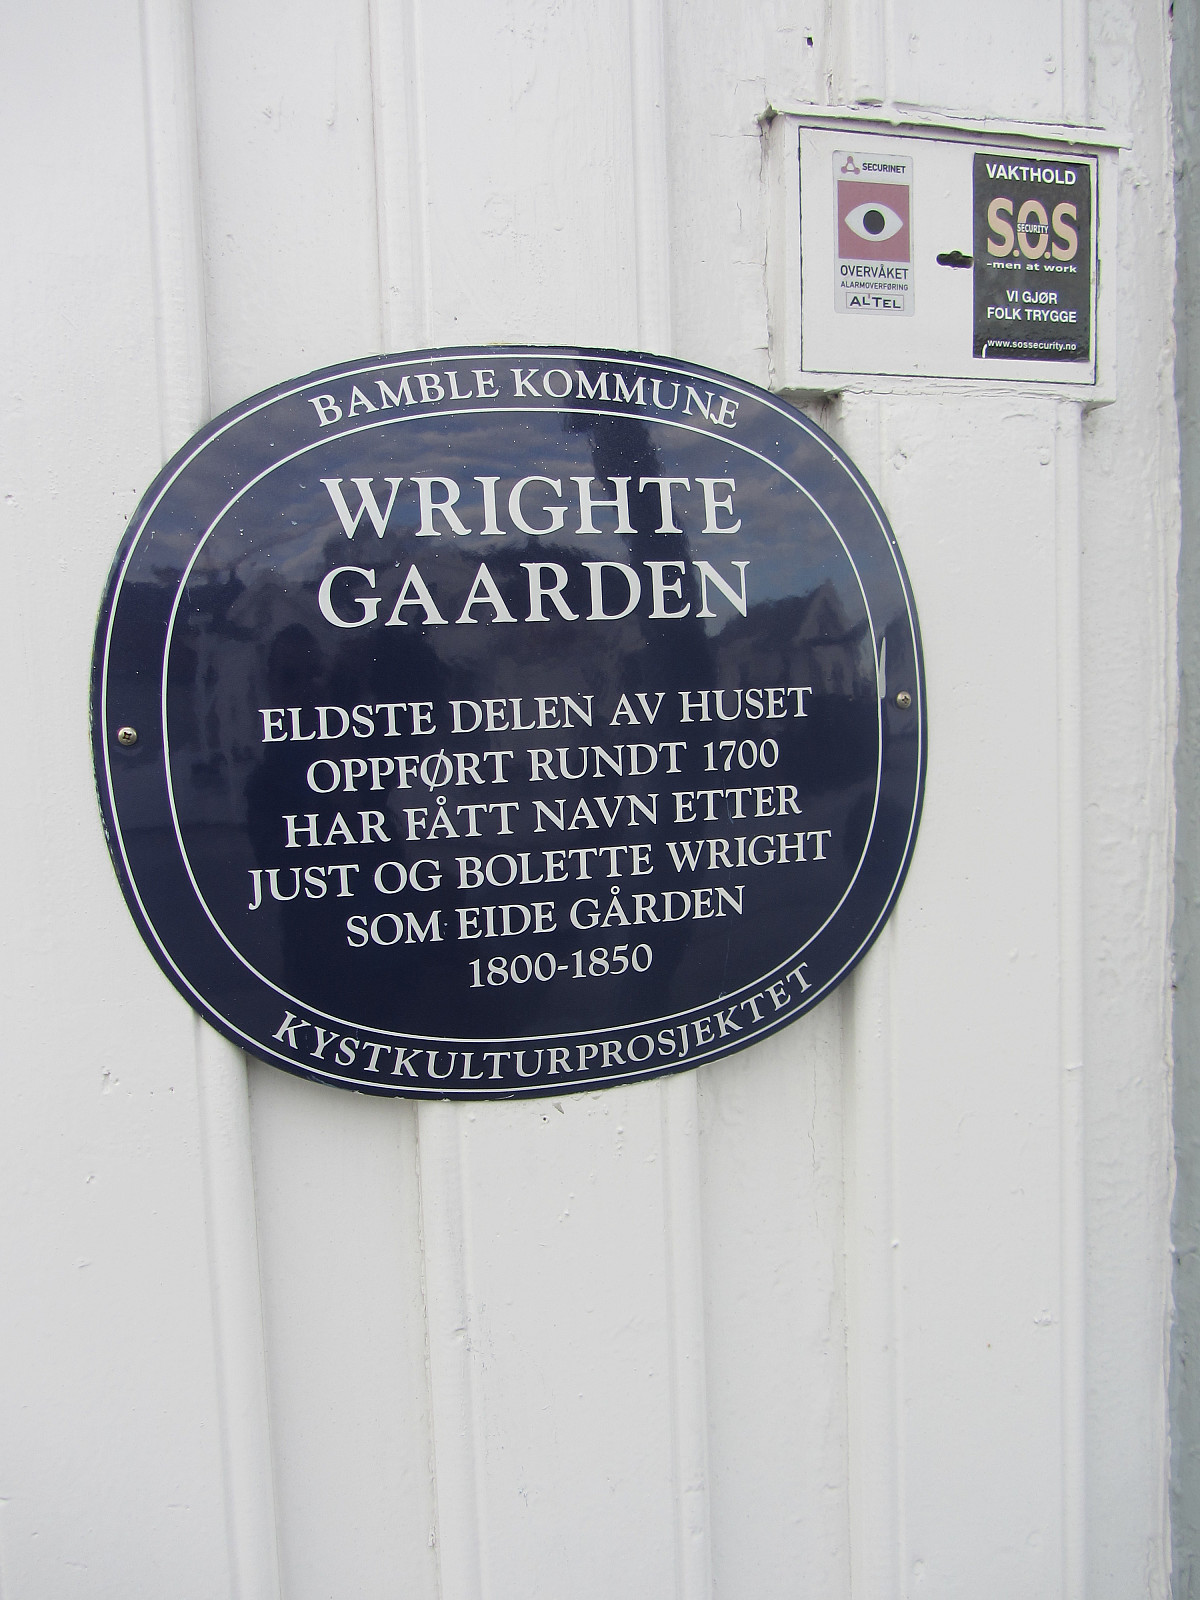 BAMBLE KOMMUNE
WRIGHTE
GAARDEN
ELDSTE DELEN AV HUSET
OPPFØRT RUNDT 1700
HAR FÅTT NAVN ETTER
JUST OG BOLETTE WRIGHT
SOM EIDE GÅRDEN
1800-1850
KYSTKULTURPROSJEKTET
SECURINET
OVERVÅKET
ALARMOVERFØRING
ALTEL
VAKTHOLD
S.O.S
SECURITY
-men at work
VI GJØR
FOLK TRYGGE
www.sossecurity.no